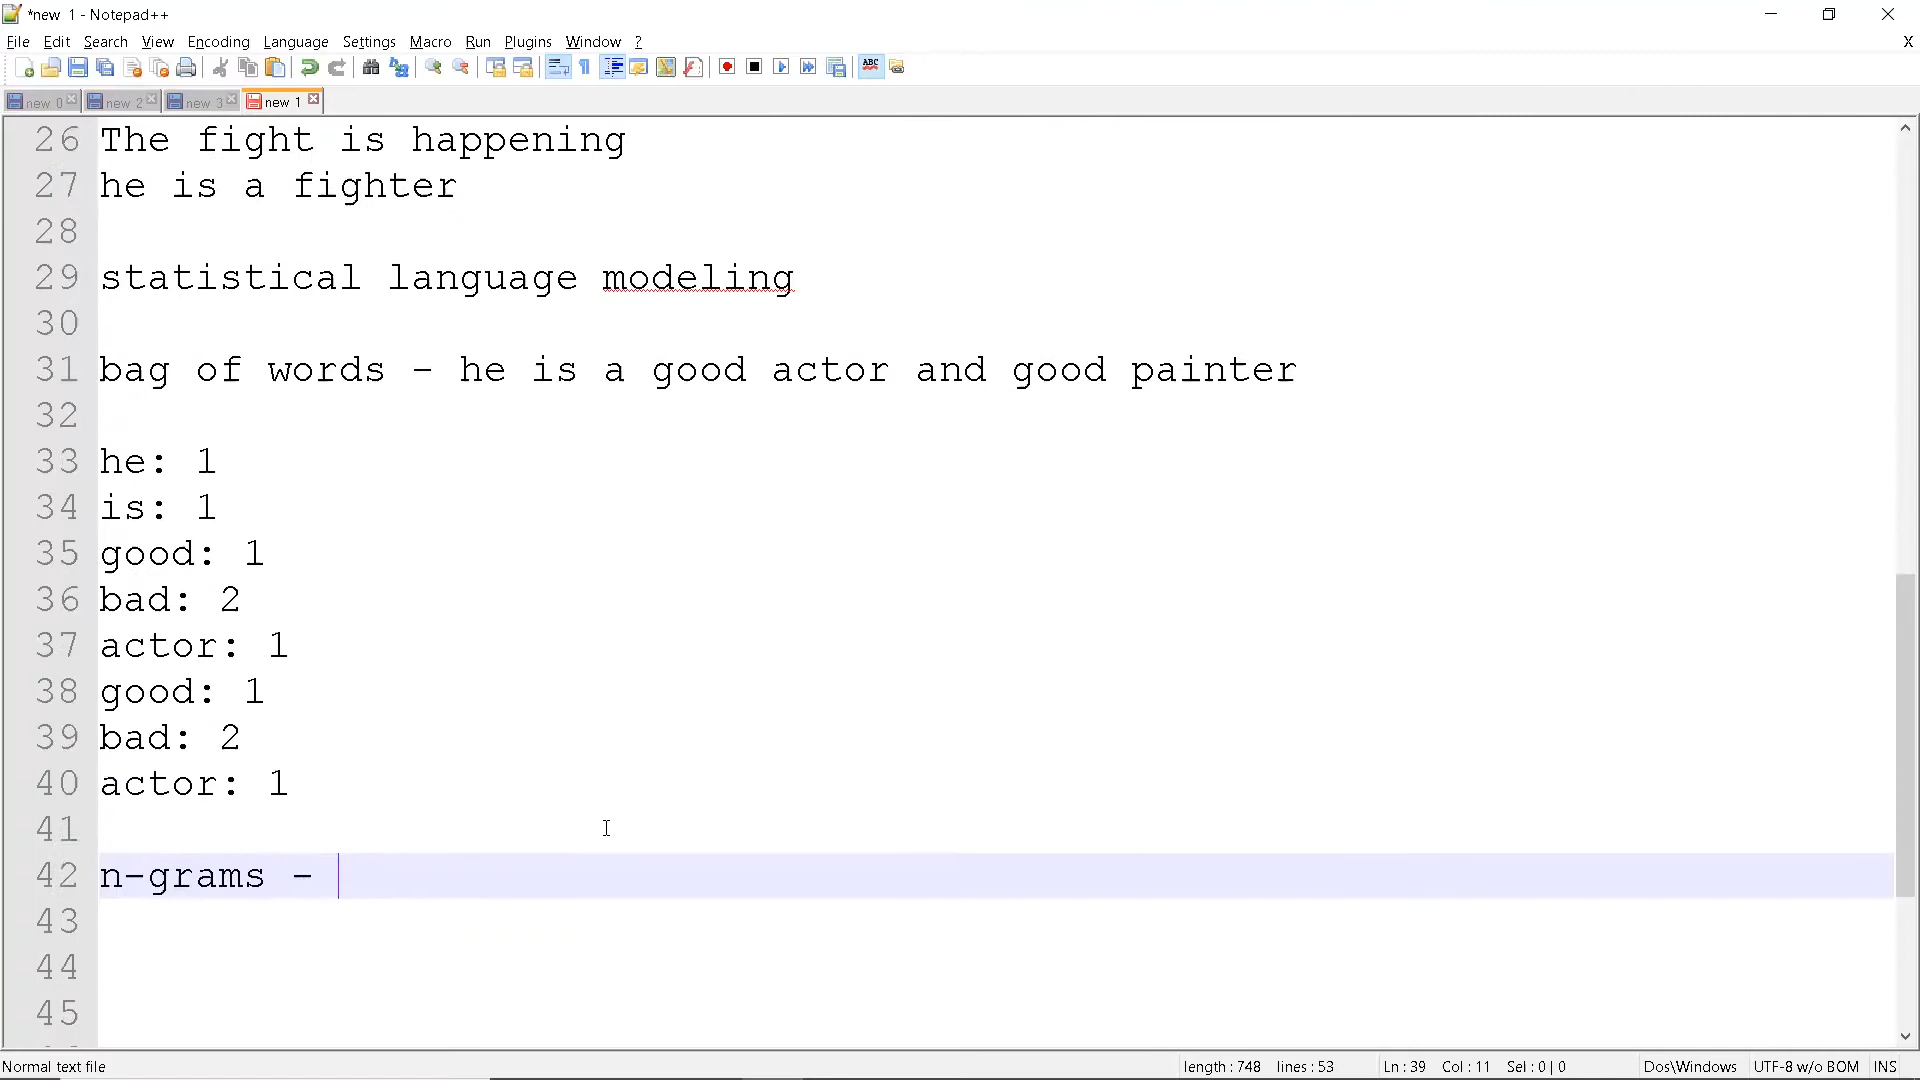 *new 1 - Notepad++
File Edit Search View Encoding Language Settings Macro Run Plugins Window ? X
ABC
new 0 new 2 new 3 new 1
26 The fight is happening
27 he is a fighter
28
29 statistical language modeling
30
31 bag of words - he is a good actor and good painter
32
33 he: 1
34 is: 1
35 good: 1
36 bad: 2
37 actor: 1
38 good: 1
39 bad: 2
40 actor: 1
41
42 n-grams -
43
44
45
Normal text file length : 748 lines : 53 Ln : 39 Col : 11 Sel : 0 | 0 Dos\Windows UTF-8 w/o BOM INS